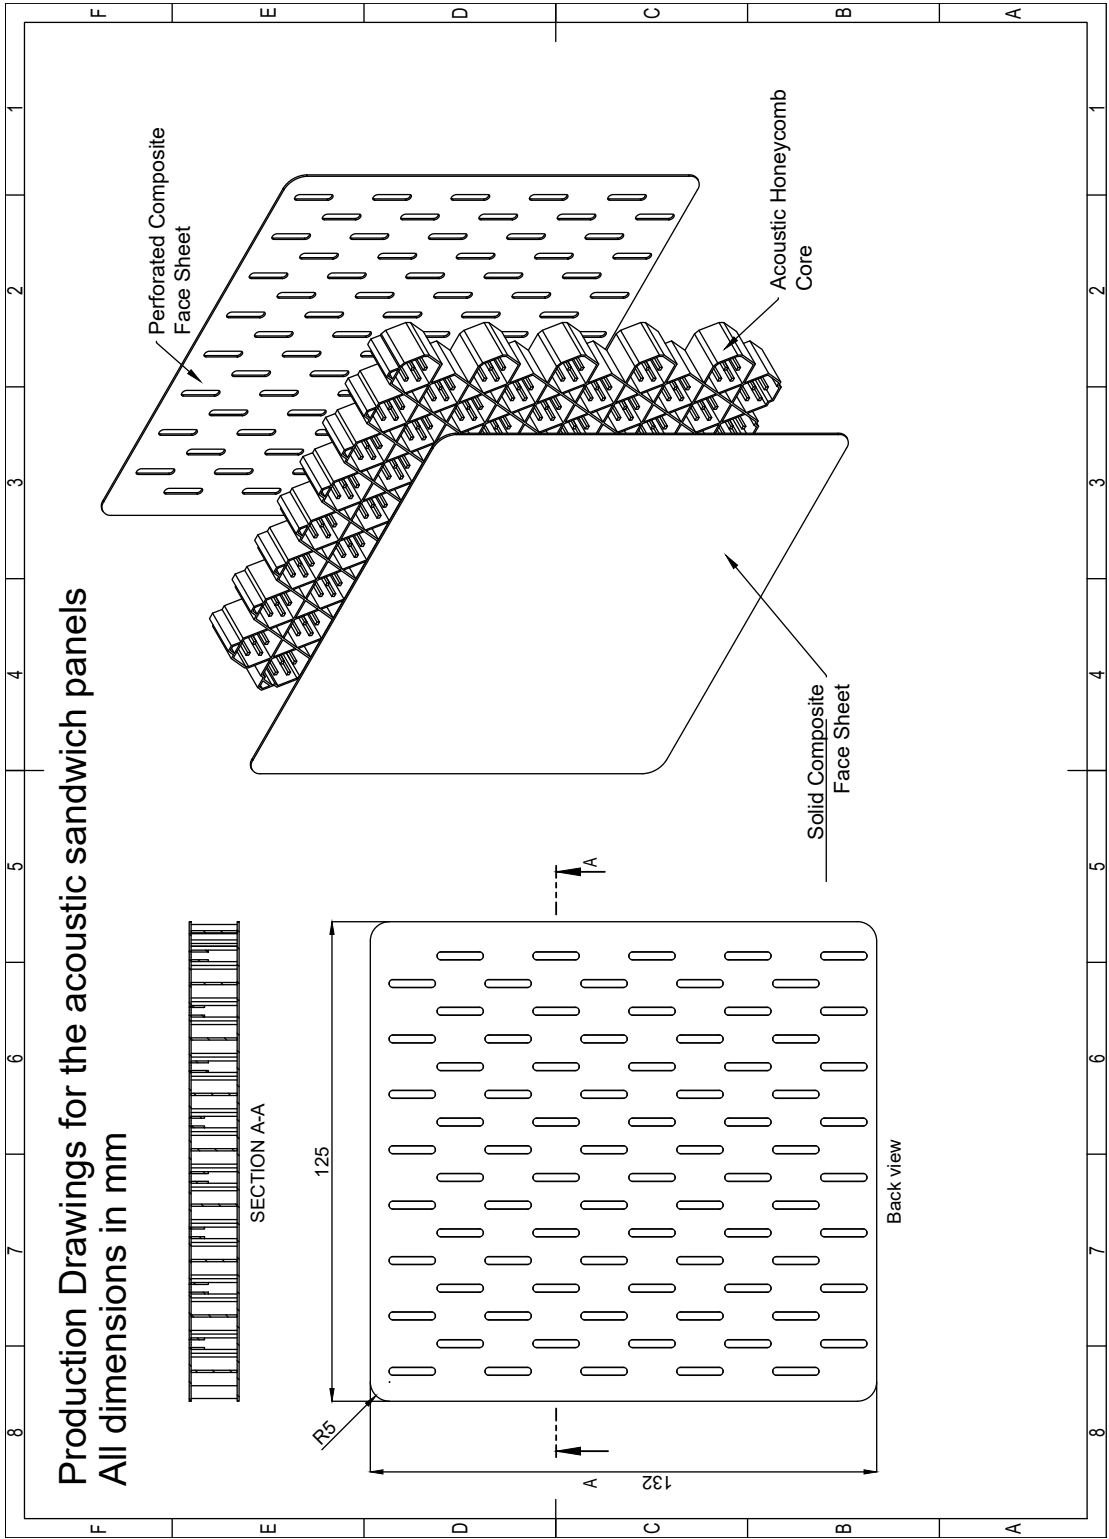 Production Drawings for the acoustic sandwich panels
All dimensions in mm
8
7
6
5
4
3
2
1
F
E
D
C
B
A
F
E
D
C
B
A
SECTION A-A
125
R5
132
A
A
Back view
Perforated Composite
Face Sheet
Acoustic Honeycomb
Core
Solid Composite
Face Sheet
8
7
6
5
4
3
2
1